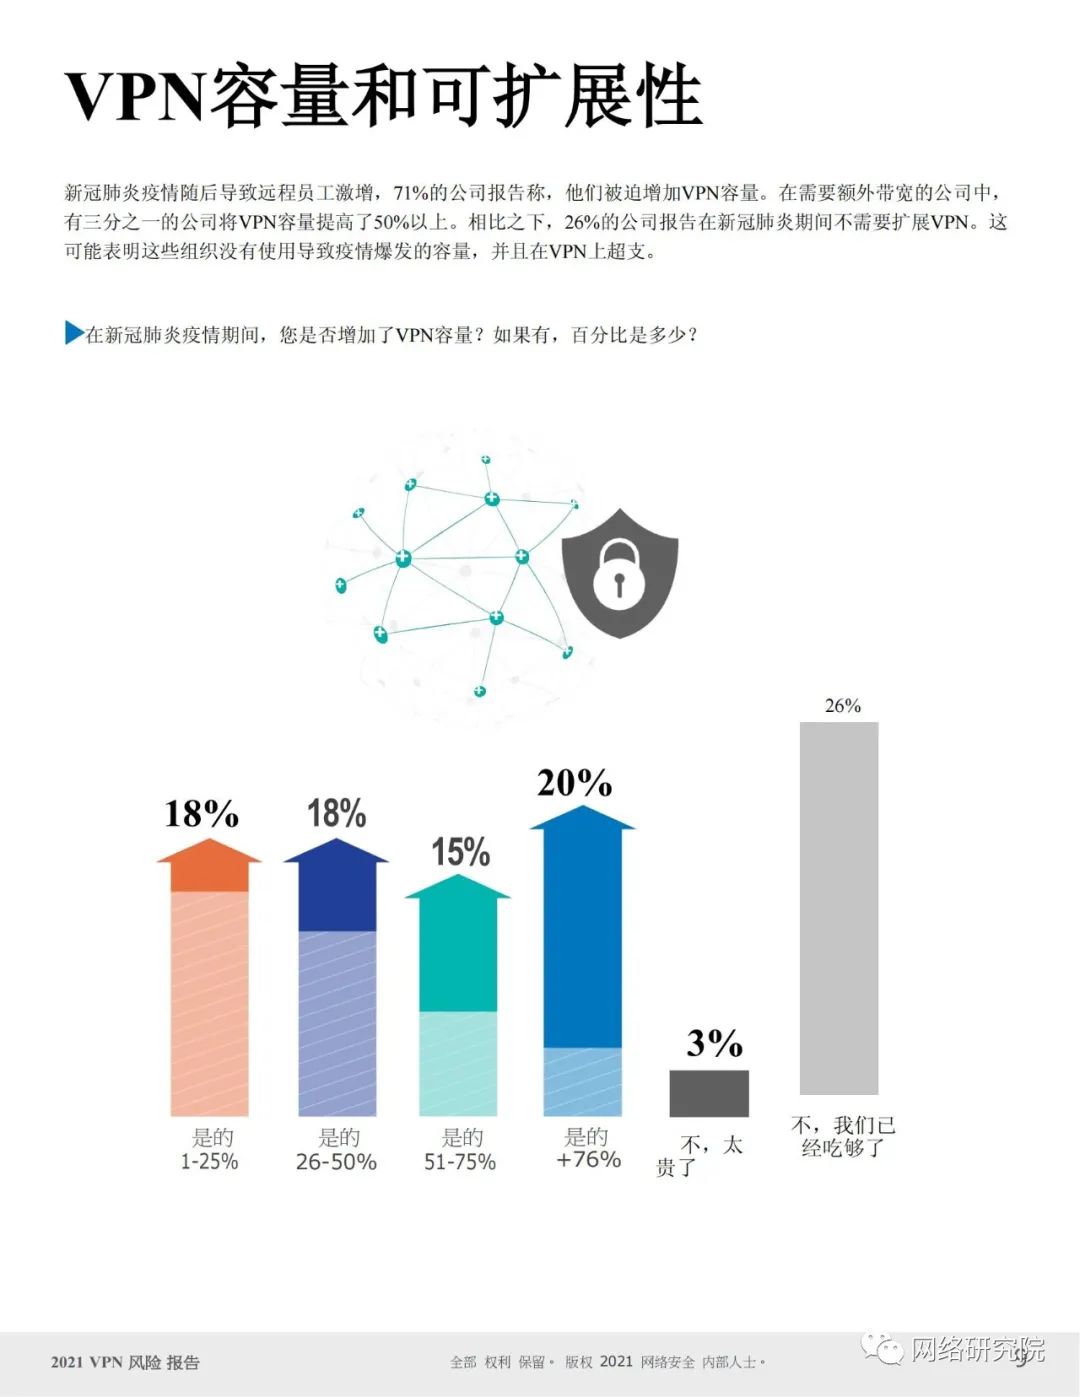 VPN容量和可扩展性
新冠肺炎疫情随后导致远程员工激增，71%的公司报告称，他们被迫增加VPN容量。在需要额外带宽的公司中，
有三分之一的公司将VPN容量提高了50%以上。相比之下，26%的公司报告在新冠肺炎期间不需要扩展VPN。这
可能表明这些组织没有使用导致疫情爆发的容量，并且在VPN上超支。
在新冠肺炎疫情期间，您是否增加了VPN容量？如果有，百分比是多少？
18%
18%
15%
20%
3%
26%
是的
1-25%
是的
26-50%
是的
51-75%
是的
+76%
不，太
贵了
不，我们已
经吃够了
2021 VPN 风险 报告
全部 权利 保留。 版权 2021 网络安全 内部人士。
网络研究院
9